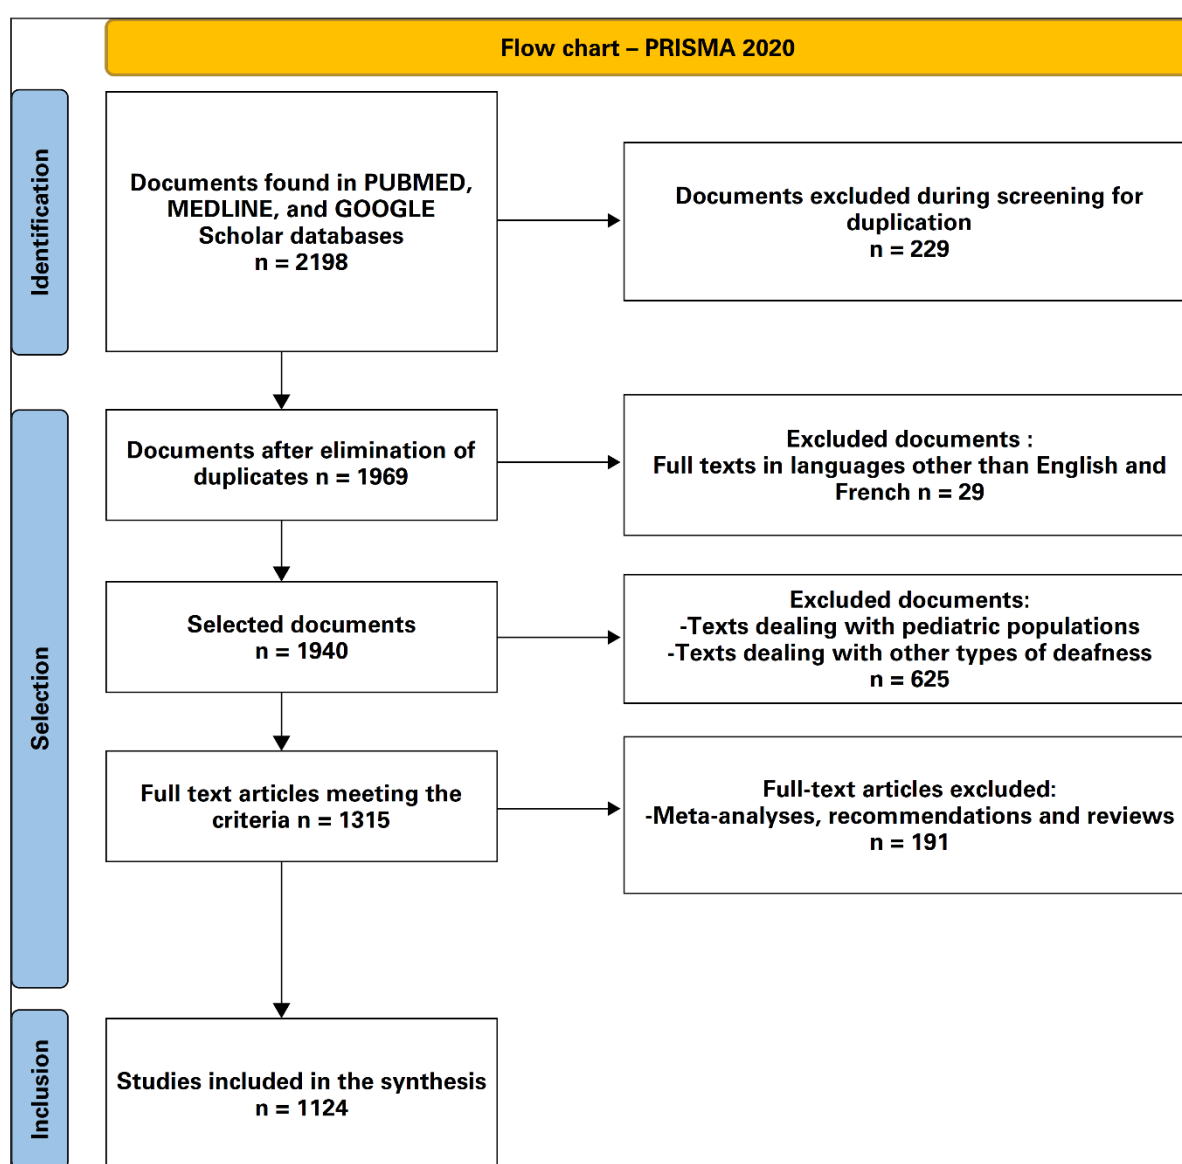 Flow chart – PRISMA 2020
Identification
Documents found in PUBMED,
MEDLINE, and GOOGLE
Scholar databases
n = 2198
Documents excluded during screening for
duplication
n = 229
Selection
Documents after elimination of
duplicates n = 1969
Excluded documents :
Full texts in languages other than English and
French n = 29
Selected documents
n = 1940
Excluded documents:
-Texts dealing with pediatric populations
-Texts dealing with other types of deafness
n = 625
Full text articles meeting the
criteria n = 1315
Full-text articles excluded:
-Meta-analyses, recommendations and reviews
n = 191
Inclusion
Studies included in the synthesis
n = 1124